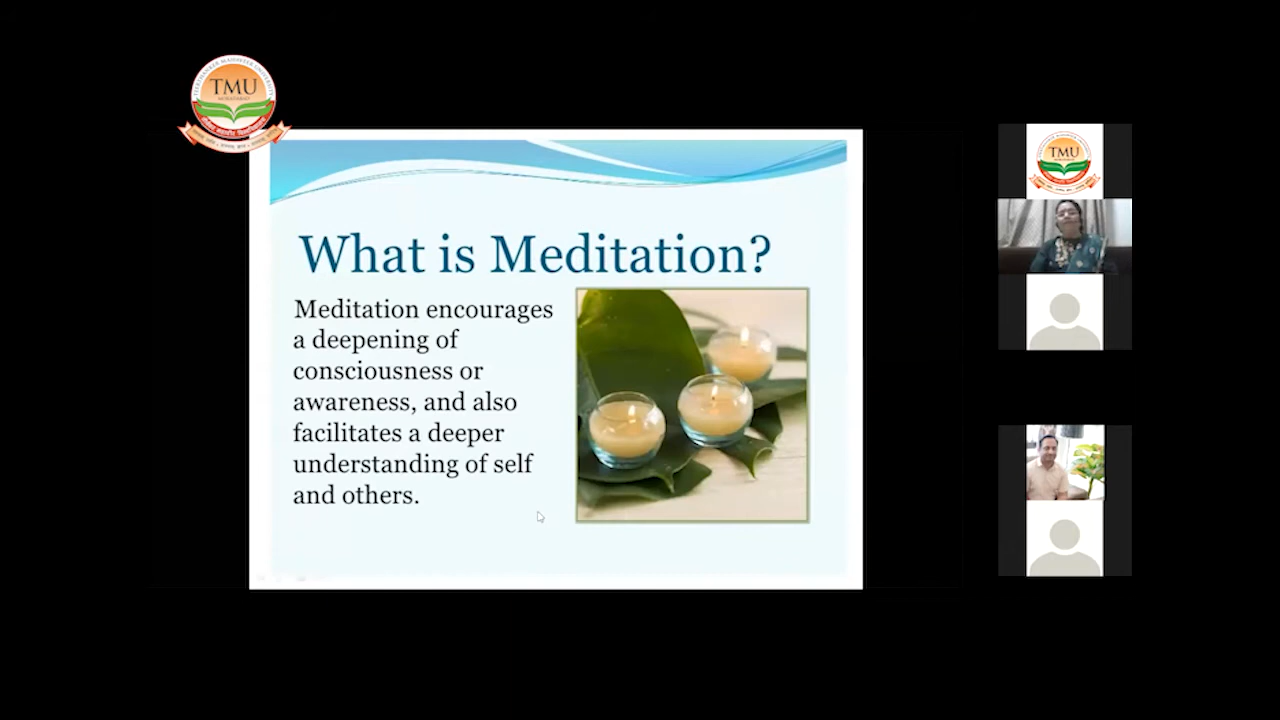 TMU
MORADABAD
What is Meditation?
Meditation encourages
a deepening of
consciousness or
awareness, and also
facilitates a deeper
understanding of self
and others.
TMU